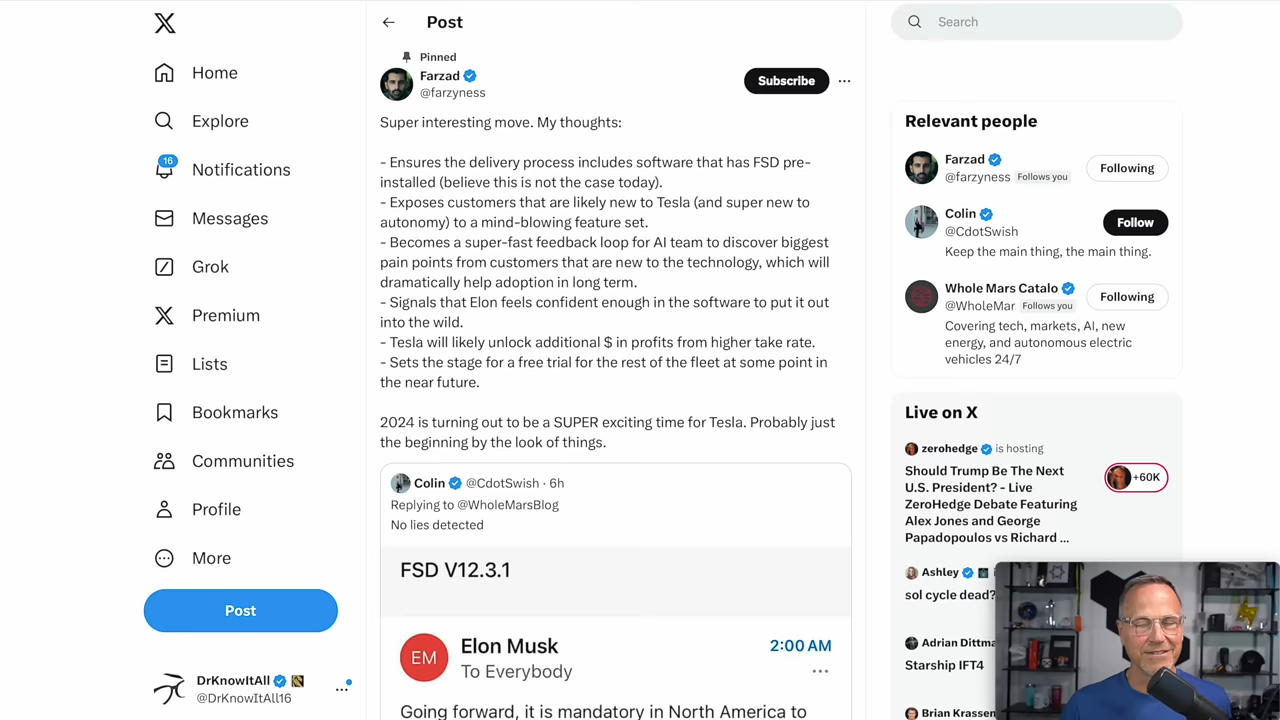 Home
Explore
16
Notifications
Messages
Grok
Premium
Lists
Bookmarks
Communities
Profile
More
Post
DrKnowItAll
@DrKnowItAll16
Post
Pinned
Farzad
@farzyness
Subscribe
Super interesting move. My thoughts:
- Ensures the delivery process includes software that has FSD pre-
installed (believe this is not the case today).
- Exposes customers that are likely new to Tesla (and super new to
autonomy) to a mind-blowing feature set.
- Becomes a super-fast feedback loop for AI team to discover biggest
pain points from customers that are new to the technology, which will
dramatically help adoption in long term.
- Signals that Elon feels confident enough in the software to put it out
into the wild.
- Tesla will likely unlock additional $ in profits from higher take rate.
- Sets the stage for a free trial for the rest of the fleet at some point in
the near future.
2024 is turning out to be a SUPER exciting time for Tesla. Probably just
the beginning by the look of things.
Colin @CdotSwish · 6h
Replying to @WholeMarsBlog
No lies detected
FSD V12.3.1
EM
Elon Musk
2:00 AM
To Everybody
Going forward, it is mandatory in North America to
Search
Relevant people
Farzad
@farzyness Follows you
Following
Colin
@CdotSwish
Follow
Keep the main thing, the main thing.
Whole Mars Catalo
@WholeMar Follows you
Following
Covering tech, markets, AI, new
energy, and autonomous electric
vehicles 24/7
Live on X
zerohedge is hosting
Should Trump Be The Next
U.S. President? - Live
ZeroHedge Debate Featuring
Alex Jones and George
Papadopoulos vs Richard ...
+60K
Ashley
sol cycle dead?
Adrian Dittma
Starship IFT4
Brian Krassen